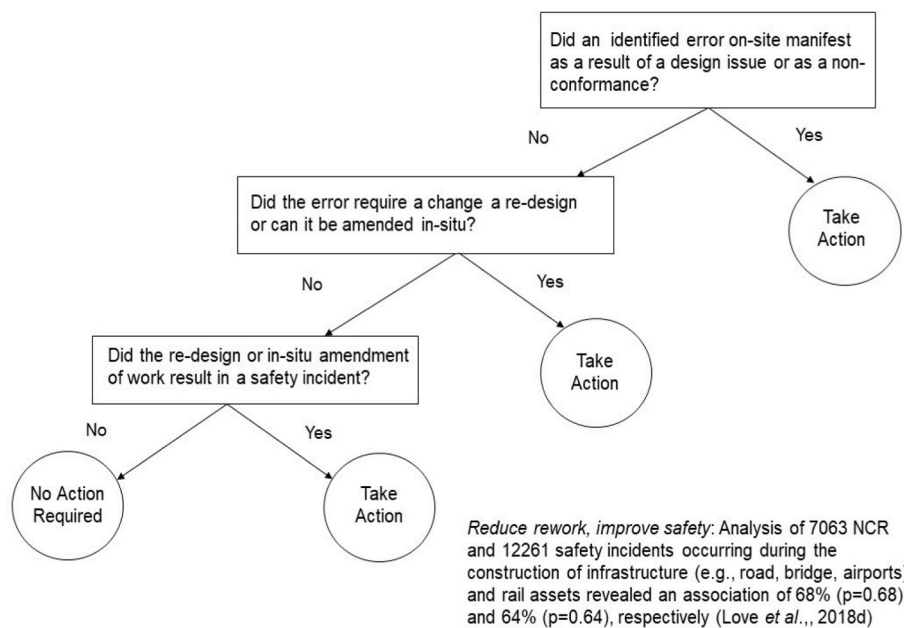 Did an identified error on-site manifest
as a result of a design issue or as a non-
conformance?
No
Yes
Did the error require a change a re-design
or can it be amended in-situ?
Take
Action
No
Yes
Did the re-design or in-situ amendment
of work result in a safety incident?
Take
Action
No
Yes
No Action
Required
Take
Action
Reduce rework, improve safety: Analysis of 7063 NCR
and 12261 safety incidents occurring during the
construction of infrastructure (e.g., road, bridge, airports)
and rail assets revealed an association of 68% (p=0.68)
and 64% (p=0.64), respectively (Love et al.,, 2018d)